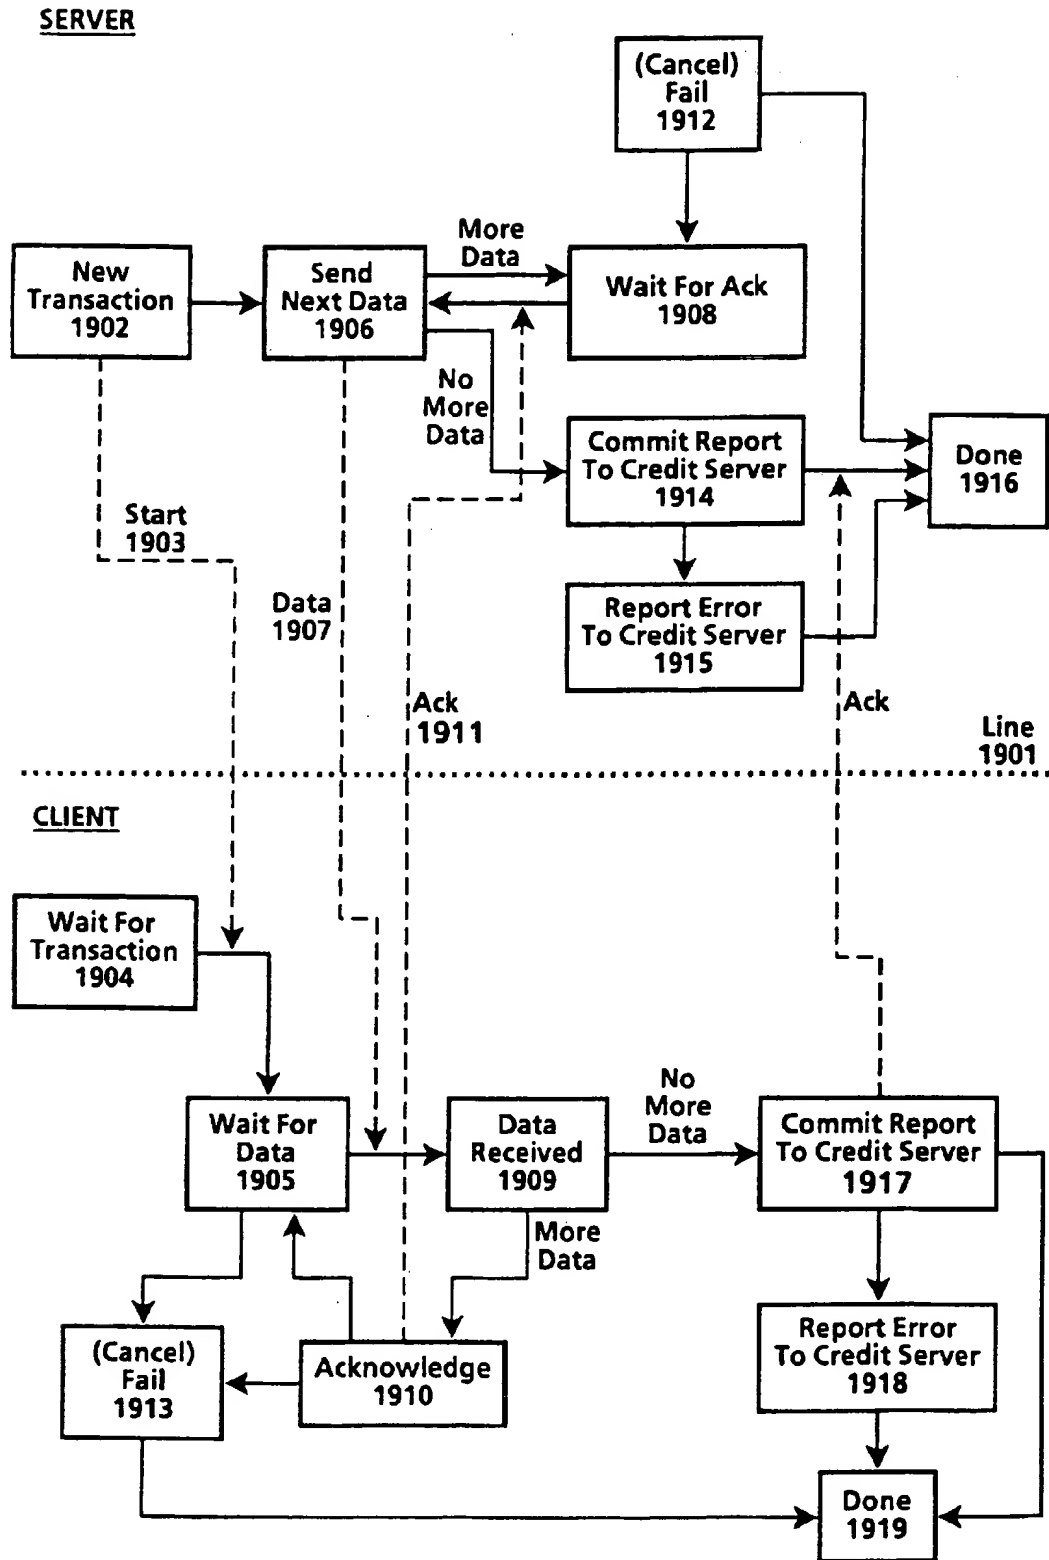 SERVER
(Cancel)
Fail
1912
More
Data
New
Transaction
1902
Send
Next Data
1906
Wait For Ack
1908
No
More
Data
Commit Report
To Credit Server
1914
Done
1916
Start
1903
Data
1907
Report Error
To Credit Server
1915
Ack
1911
Ack
Line
1901
CLIENT
Wait For
Transaction
1904
Wait For
Data
1905
Data
Received
1909
No
More
Data
Commit Report
To Credit Server
1917
More
Data
(Cancel)
Fail
1913
Acknowledge
1910
Report Error
To Credit Server
1918
Done
1919